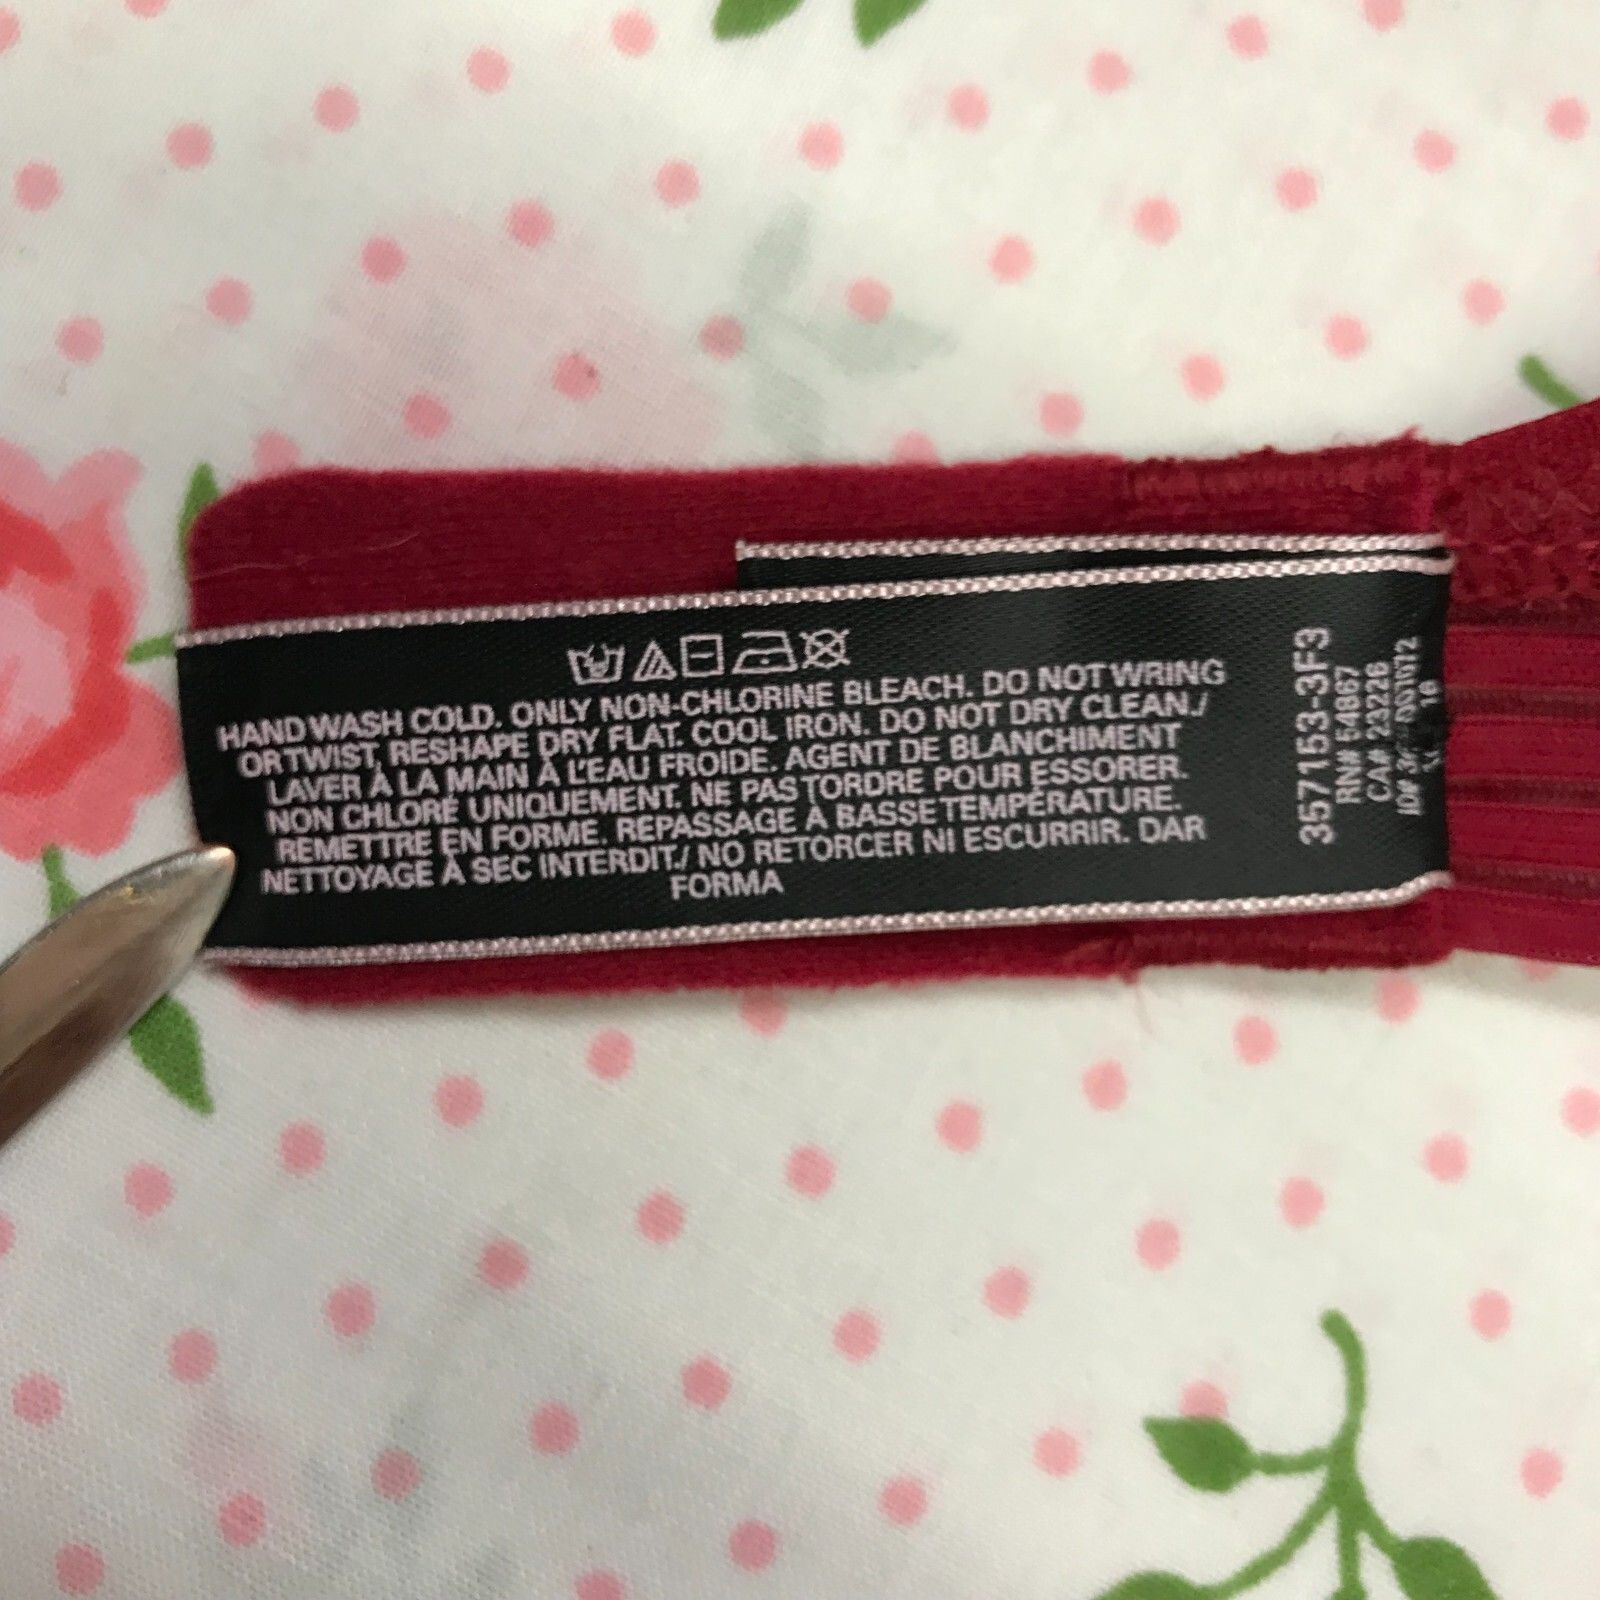 HAND WASH COLD. ONLY NON-CHLORINE BLEACH. DO NOT WRING
OR TWIST, RESHAPE DRY FLAT. COOL IRON. DO NOT DRY CLEAN./
LAVER À LA MAIN À L'EAU FROIDE. AGENT DE BLANCHIMENT
NON CHLORÉ UNIQUEMENT. NE PAS TORDRE POUR ESSORER.
REMETTRE EN FORME. REPASSAGE À BASSE TEMPÉRATURE.
NETTOYAGE À SEC INTERDIT./ NO RETORCER NI ESCURRIR. DAR
FORMA
357153-3F3
RN# 54867
CA# 23226
ID#